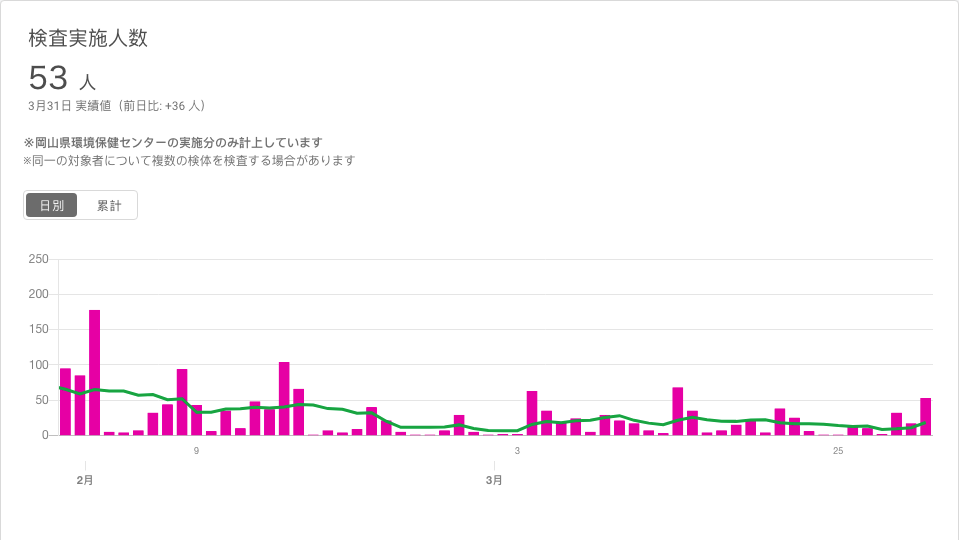 検査実施人数
53 人
3月31日 実績値（前日比: +36 人）
※岡山県環境保健センターの実施分のみ計上しています
※同一の対象者について複数の検体を検査する場合があります
日別 累計
250
200
150
100
50
0
9 3 25
2月 3月